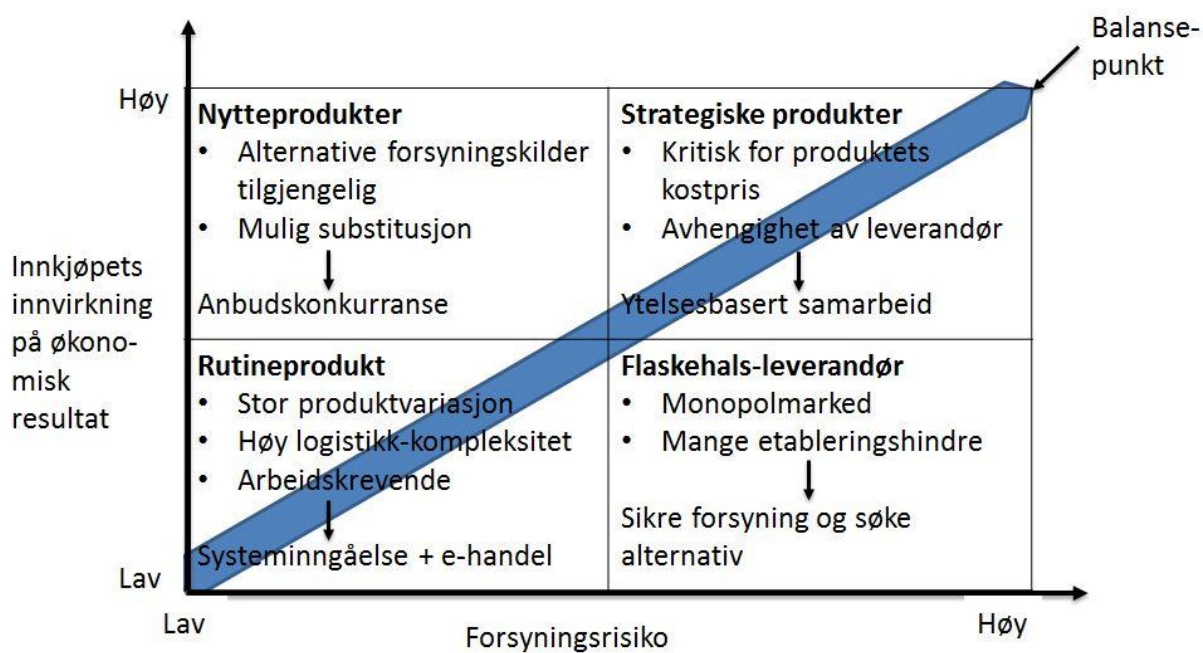 Balanse-
punkt
Høy
Nytteprodukter
• Alternative forsyningskilder
tilgjengelig
• Mulig substitusjon
Anbudskonkurranse
Strategiske produkter
• Kritisk for produktets
kostpris
• Avhengighet av leverandør
Ytelsesbasert samarbeid
Innkjøpets
innvirkning
på økono-
misk
resultat
Rutineprodukt
• Stor produktvariasjon
• Høy logistikk-kompleksitet
• Arbeidskrevende
Systeminngåelse + e-handel
Flaskehals-leverandør
• Monopolmarked
• Mange etableringshindre
Sikre forsyning og søke
alternativ
Lav
Lav
Forsyningsrisiko
Høy